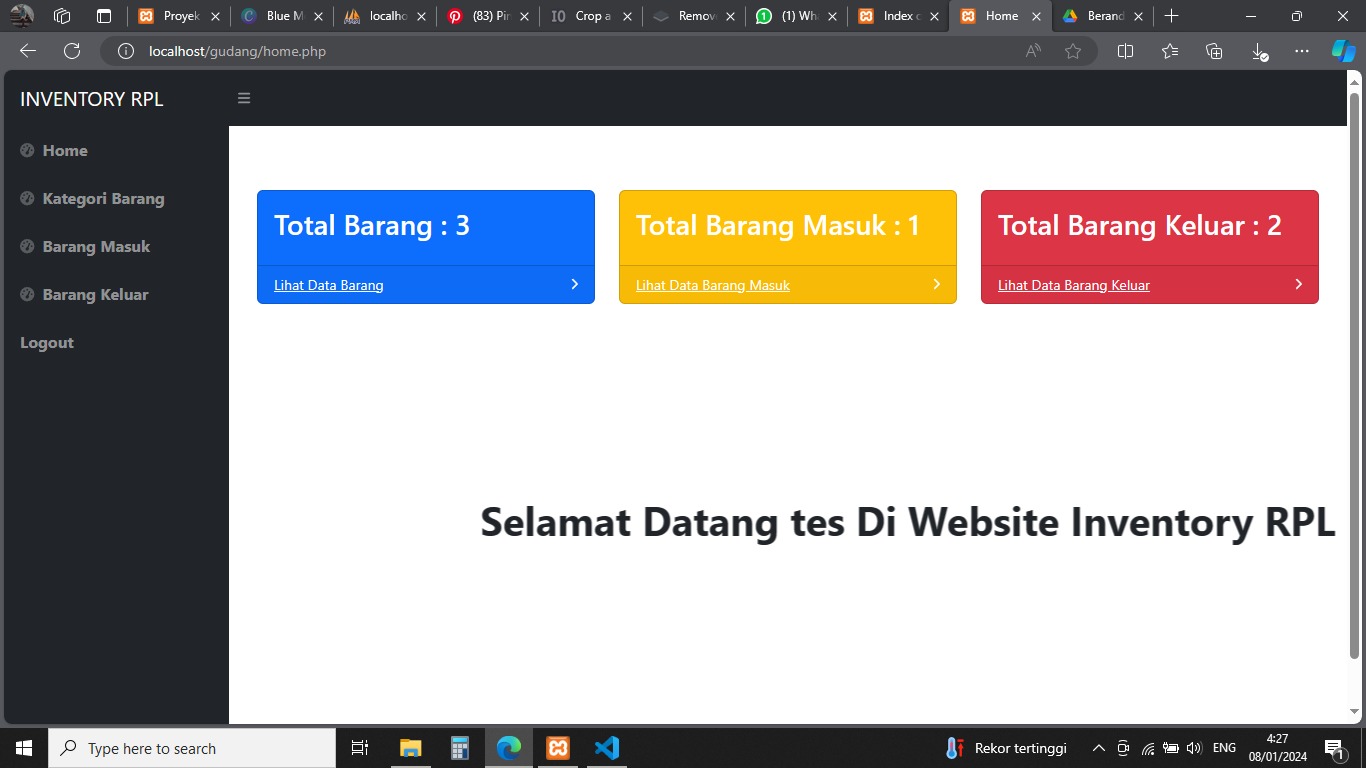 Proyek
Blue M
localho
(83) Pin
Crop a
Remov
(1) Wh
Index o
Home
Berand
localhost/gudang/home.php
INVENTORY RPL
Home
Kategori Barang
Barang Masuk
Barang Keluar
Logout
Total Barang : 3
Lihat Data Barang
Total Barang Masuk : 1
Lihat Data Barang Masuk
Total Barang Keluar : 2
Lihat Data Barang Keluar
Selamat Datang tes Di Website Inventory RPL
Type here to search
Rekor tertinggi
ENG
4:27
08/01/2024
1